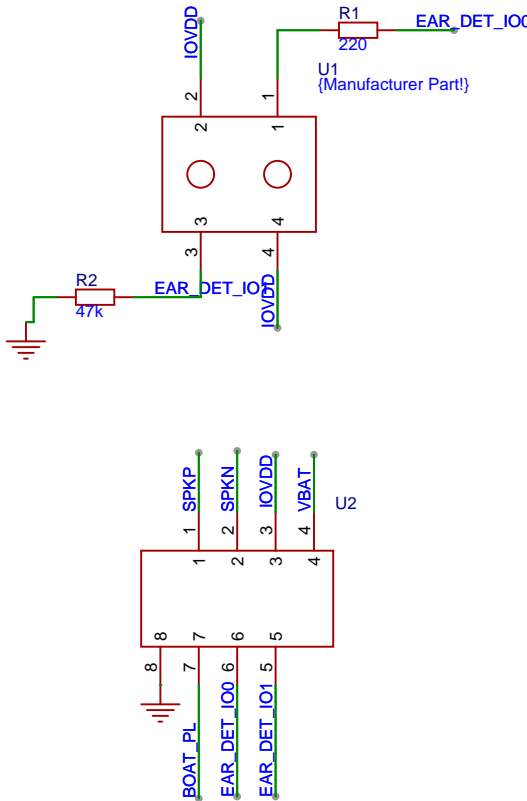 R1
EAR_DET_IO0
220
IOVDD
U1
{Manufacturer Part!}
2
1
2
1
3
4
3
4
R2
EAR_DET_IO1
47k
IOVDD
SPKP
SPKN
IOVDD
VBAT
U2
1
2
3
4
1
2
3
4
8
7
6
5
8
7
6
5
BOAT_PL
EAR_DET_IO0
EAR_DET_IO1